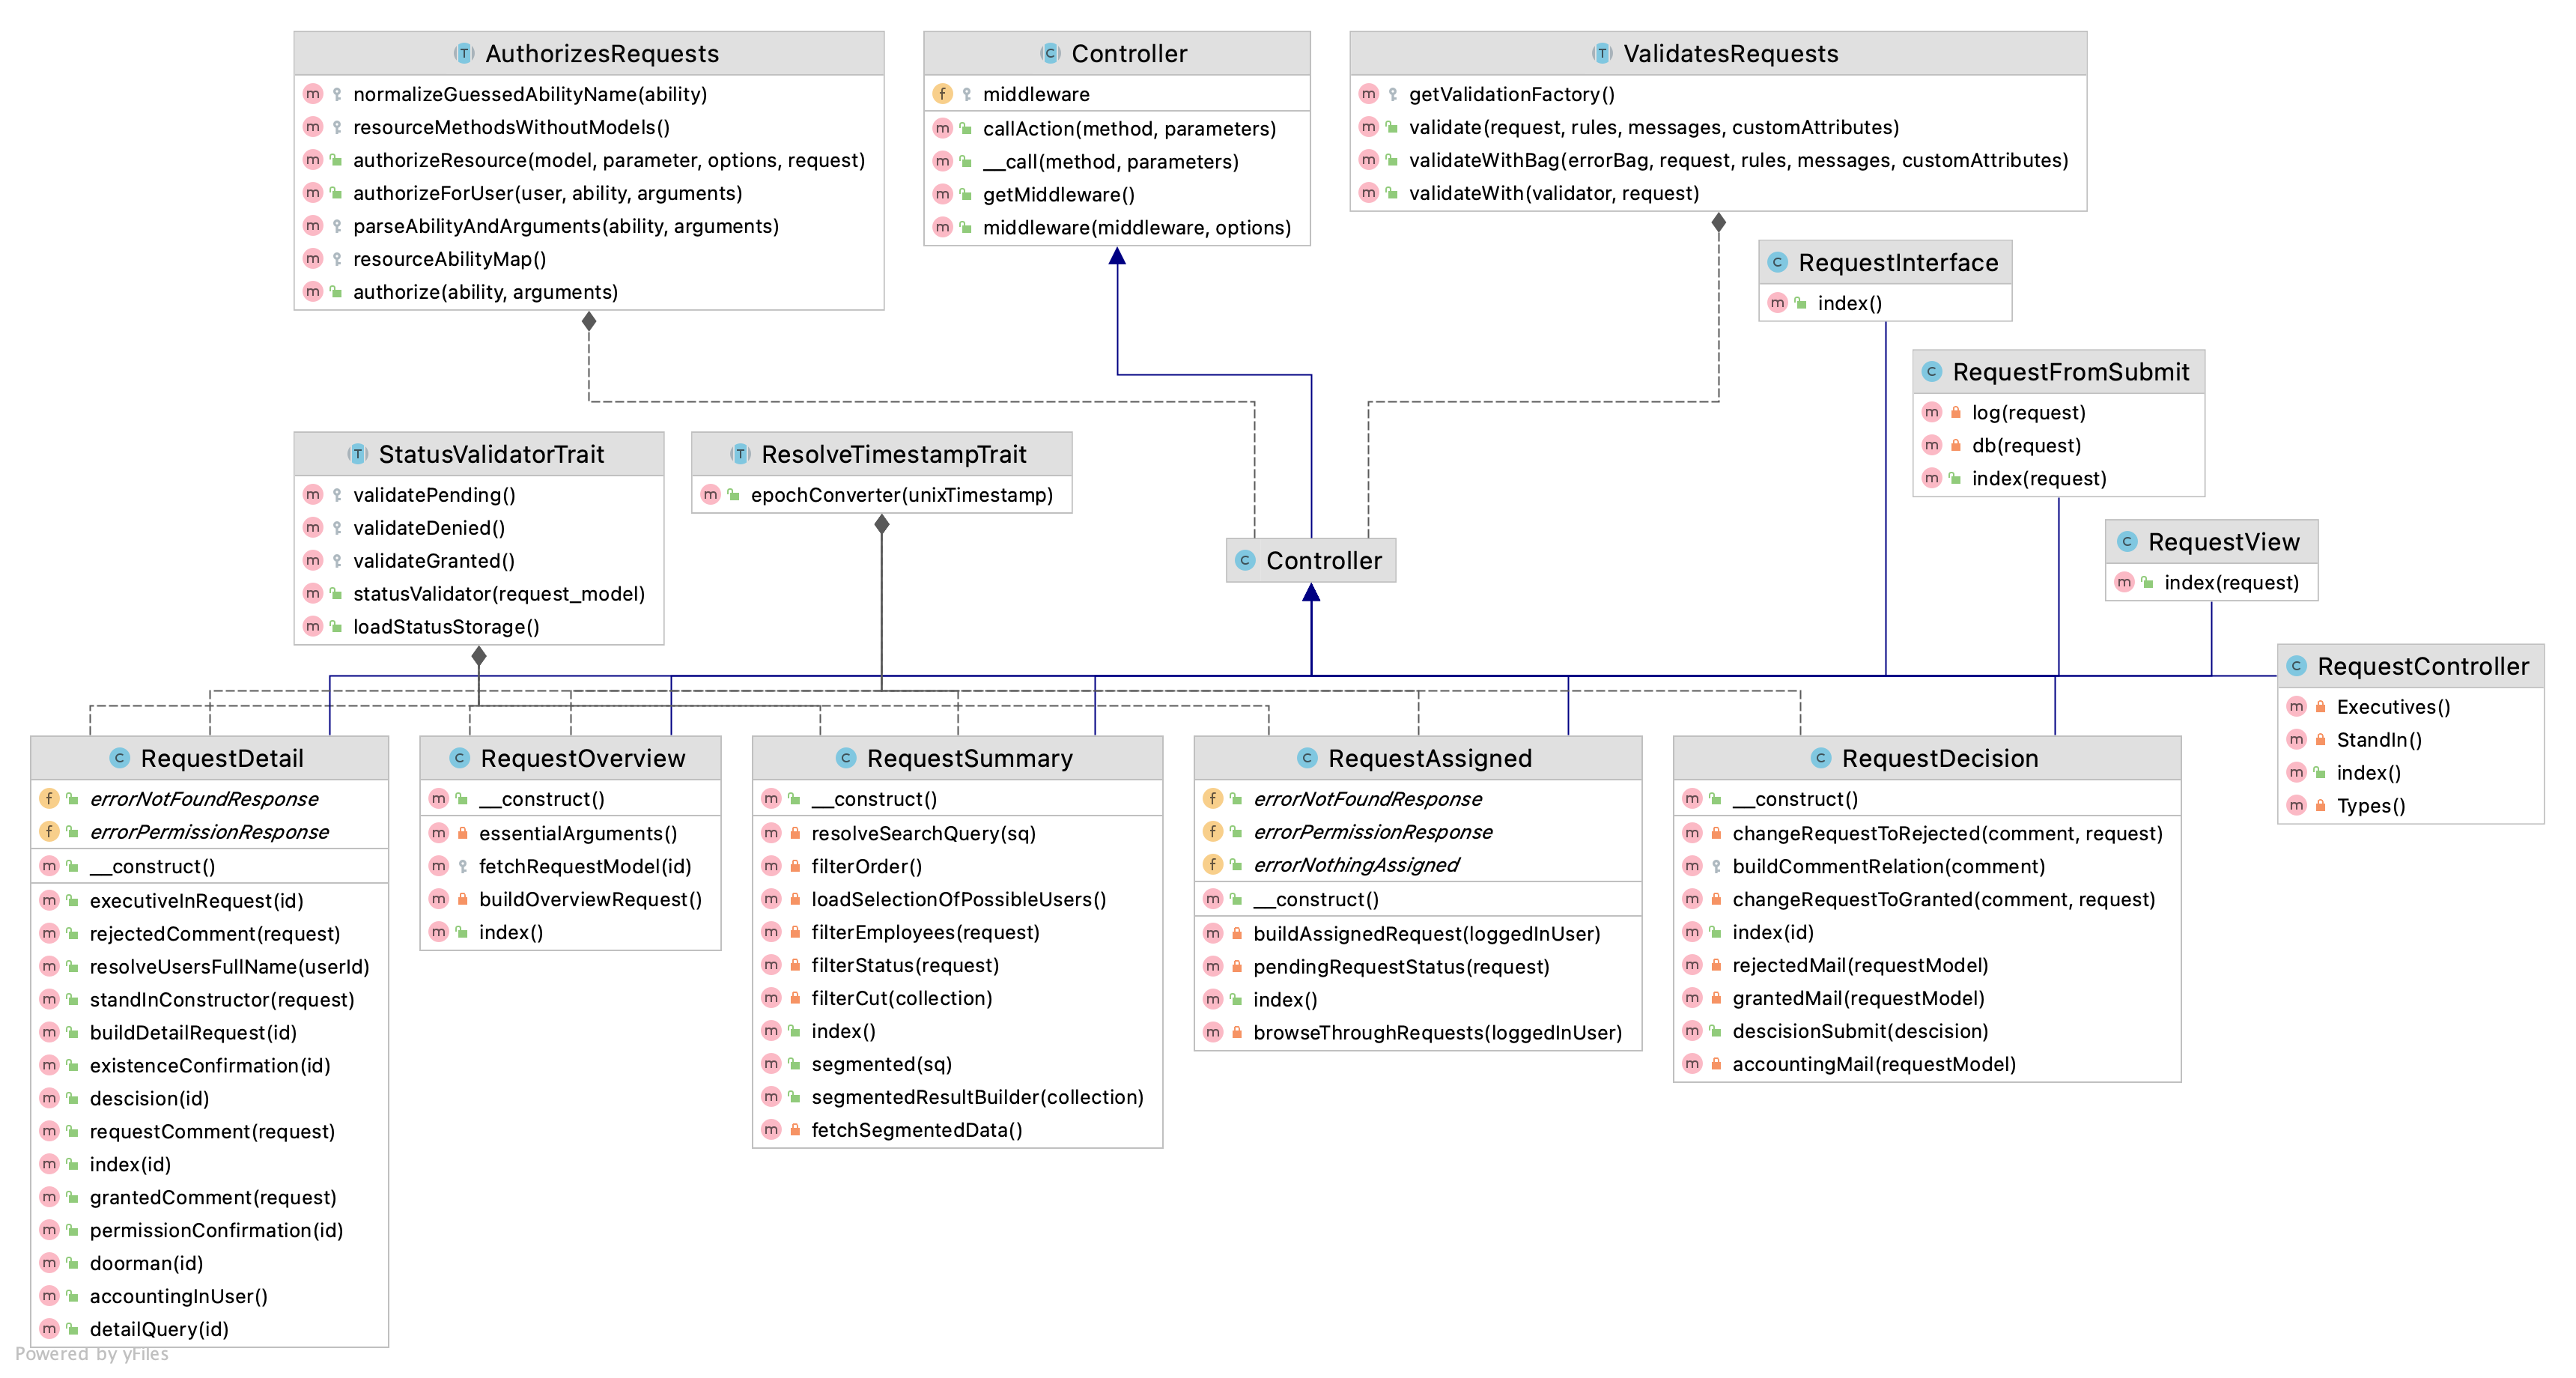 AuthorizesRequests
normalizeGuessedAbilityName(ability)
resourceMethodsWithoutModels()
authorizeResource(model, parameter, options, request)
authorizeForUser(user, ability, arguments)
parseAbilityAndArguments(ability, arguments)
resourceAbilityMap()
authorize(ability, arguments)
Controller
middleware
callAction(method, parameters)
__call(method, parameters)
getMiddleware()
middleware(middleware, options)
ValidatesRequests
getValidationFactory()
validate(request, rules, messages, customAttributes)
validateWithBag(errorBag, request, rules, messages, customAttributes)
validateWith(validator, request)
RequestInterface
index()
RequestFromSubmit
log(request)
db(request)
index(request)
StatusValidatorTrait
validatePending()
validateDenied()
validateGranted()
statusValidator(request_model)
loadStatusStorage()
ResolveTimestampTrait
epochConverter(unixTimestamp)
Controller
RequestView
index(request)
RequestController
Executives()
StandIn()
index()
Types()
RequestDetail
errorNotFoundResponse
errorPermissionResponse
__construct()
executiveInRequest(id)
rejectedComment(request)
resolveUsersFullName(userId)
standInConstructor(request)
buildDetailRequest(id)
existenceConfirmation(id)
descision(id)
requestComment(request)
index(id)
grantedComment(request)
permissionConfirmation(id)
doorman(id)
accountingInUser()
detailQuery(id)
RequestOverview
__construct()
essentialArguments()
fetchRequestModel(id)
buildOverviewRequest()
index()
RequestSummary
__construct()
resolveSearchQuery(sq)
filterOrder()
loadSelectionOfPossibleUsers()
filterEmployees(request)
filterStatus(request)
filterCut(collection)
index()
segmented(sq)
segmentedResultBuilder(collection)
fetchSegmentedData()
RequestAssigned
errorNotFoundResponse
errorPermissionResponse
errorNothingAssigned
__construct()
buildAssignedRequest(loggedInUser)
pendingRequestStatus(request)
index()
browseThroughRequests(loggedInUser)
RequestDecision
__construct()
changeRequestToRejected(comment, request)
buildCommentRelation(comment)
changeRequestToGranted(comment, request)
index(id)
rejectedMail(requestModel)
grantedMail(requestModel)
descisionSubmit(descision)
accountingMail(requestModel)
Powered by yFiles